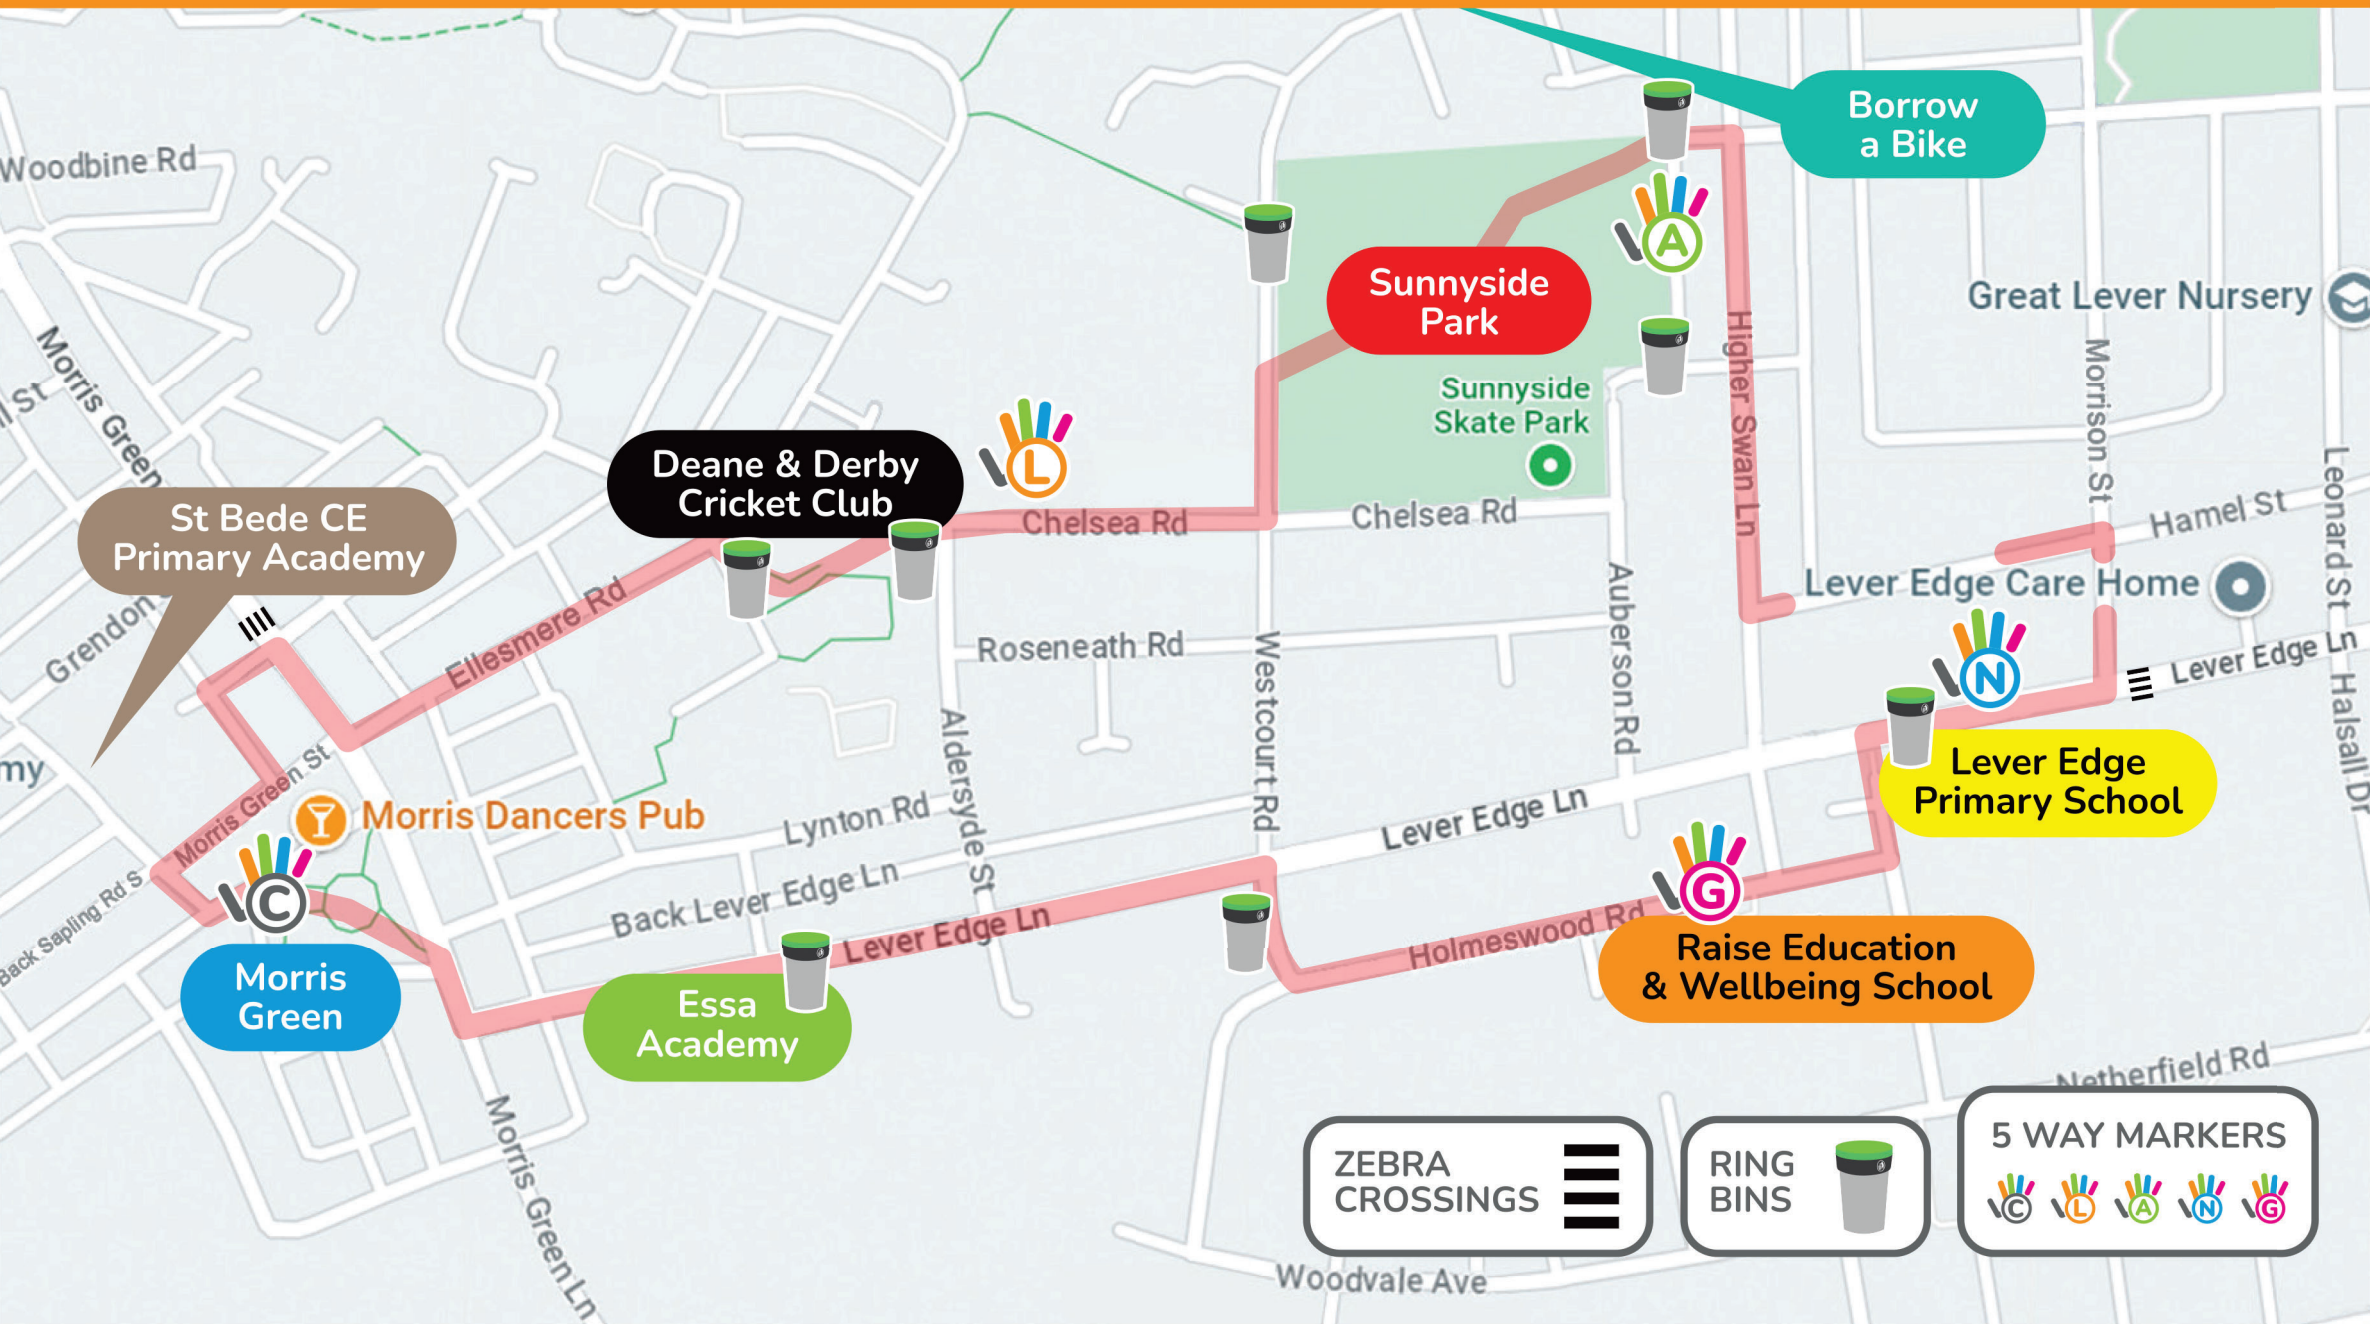 Borrow
a Bike
Woodbine Rd
Sunnyside
Park
A
Great Lever Nursery
Higher Swan Ln
Morrison St
Morris Green
St
Sunnyside
Skate Park
Deane & Derby
Cricket Club
L
Chelsea Rd
Chelsea Rd
Leonard St
Hamel St
St Bede CE
Primary Academy
Grendon
Ellesmere Rd
Lever Edge Care Home
Auberson Rd
Roseneath Rd
Westcourt Rd
N
Lever Edge Ln
Halsall Dr
my
Aldersyde St
Lever Edge
Primary School
Morris Green St
Morris Dancers Pub
Lynton Rd
Lever Edge Ln
Back Sapling Rd S
C
Back Lever Edge Ln
Lever Edge Ln
Holmeswood Rd
G
Raise Education
& Wellbeing School
Morris
Green
Essa
Academy
Netherfield Rd
Morris Green Ln
ZEBRA
CROSSINGS
RING
BINS
5 WAY MARKERS
C L A N G
Woodvale Ave